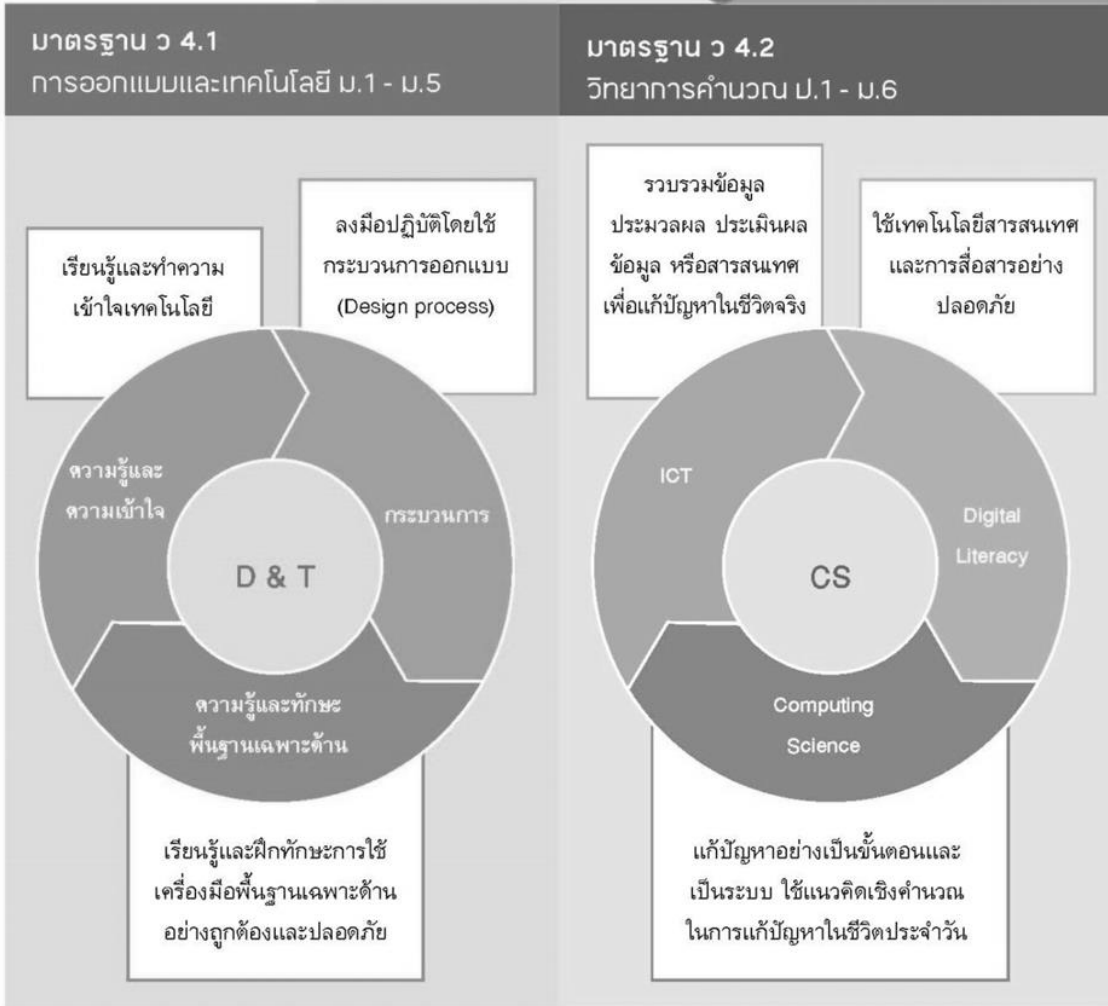 มาตรฐาน ว 4.1
การออกแบบและเทคโนโลยี ม.1 - ม.5
เรียนรู้และทำความ
เข้าใจเทคโนโลยี
ลงมือปฏิบัติโดยใช้
กระบวนการออกแบบ
(Design process)
ความรู้และ
ความเข้าใจ
กระบวนการ
D & T
ความรู้และทักษะ
พื้นฐานเฉพาะด้าน
เรียนรู้และฝึกทักษะการใช้
เครื่องมือพื้นฐานเฉพาะด้าน
อย่างถูกต้องและปลอดภัย
มาตรฐาน ว 4.2
วิทยาการคำนวณ ป.1 - ม.6
รวบรวมข้อมูล
ประมวลผล ประเมินผล
ข้อมูล หรือสารสนเทศ
เพื่อแก้ปัญหาในชีวิตจริง
ใช้เทคโนโลยีสารสนเทศ
และการสื่อสารอย่าง
ปลอดภัย
ICT
Digital
Literacy
CS
Computing
Science
แก้ปัญหาอย่างเป็นขั้นตอนและ
เป็นระบบ ใช้แนวคิดเชิงคำนวณ
ในการแก้ปัญหาในชีวิตประจำวัน